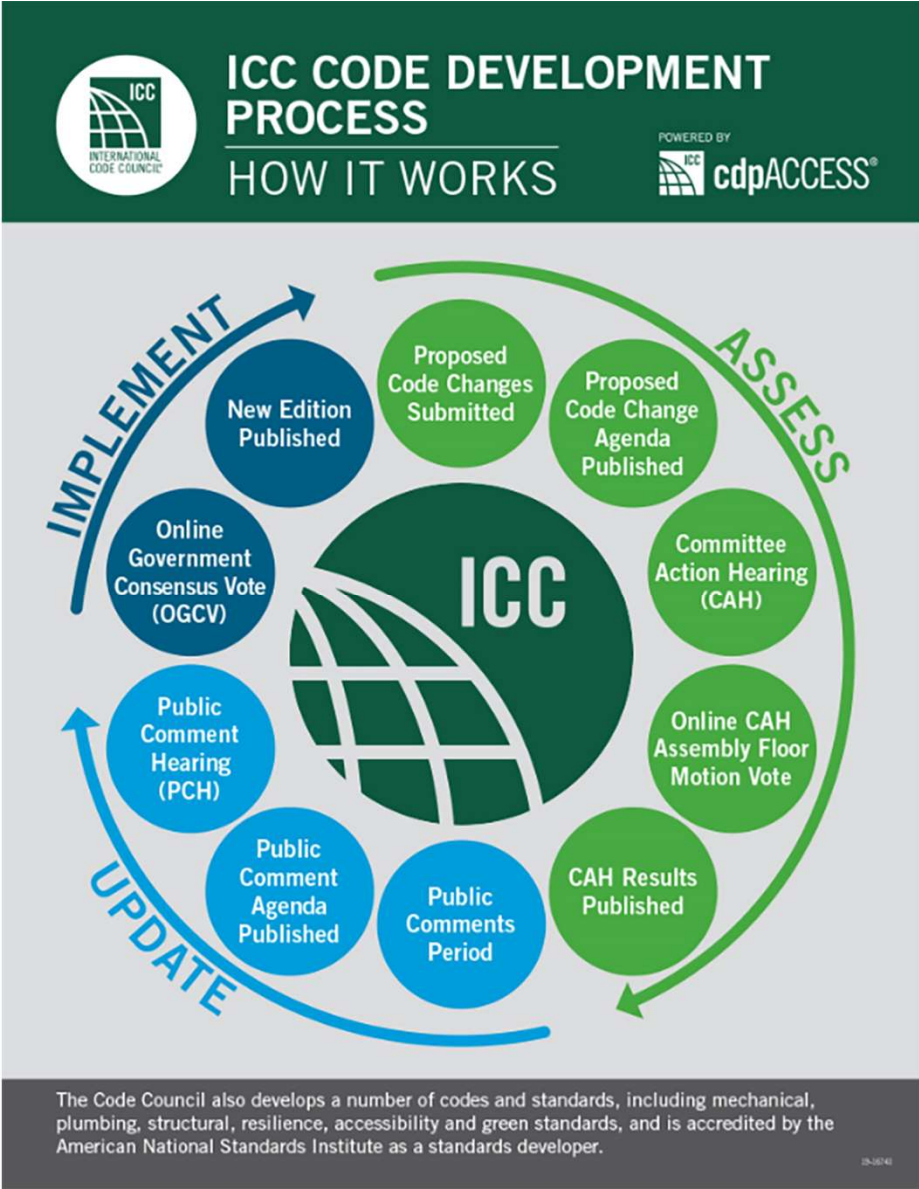 ICC
INTERNATIONAL
CODE COUNCIL®
ICC CODE DEVELOPMENT
PROCESS
HOW IT WORKS
POWERED BY
ICC
cdpACCESS®
IMPLEMENT
ASSESS
UPDATE
Proposed
Code Changes
Submitted
Proposed
Code Change
Agenda
Published
Committee
Action Hearing
(CAH)
Online CAH
Assembly Floor
Motion Vote
CAH Results
Published
Public
Comments
Period
Public
Comment
Agenda
Published
Public
Comment
Hearing
(PCH)
Online
Government
Consensus Vote
(OGCV)
New Edition
Published
ICC
The Code Council also develops a number of codes and standards, including mechanical,
plumbing, structural, resilience, accessibility and green standards, and is accredited by the
American National Standards Institute as a standards developer.